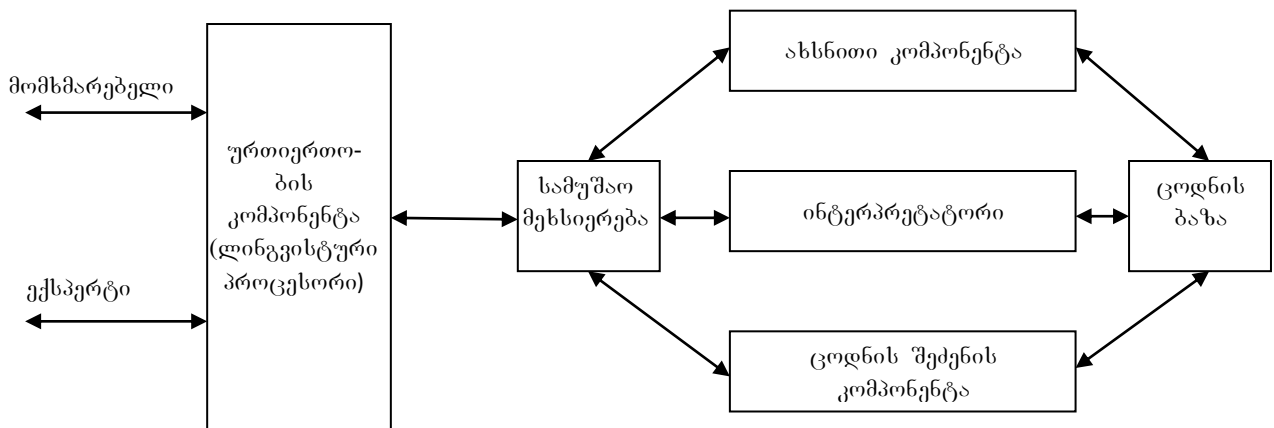 მომხმარებელი
ექსპერტი
ურთიერთო-
ბის
კომპონენტა
(ლინგვისტური
პროცესორი)
სამუშაო
მეხსიერება
ახსნითი კომპონენტა
ინტერპრეტატორი
ცოდნის შეძენის
კომპონენტა
ცოდნის
ბაზა